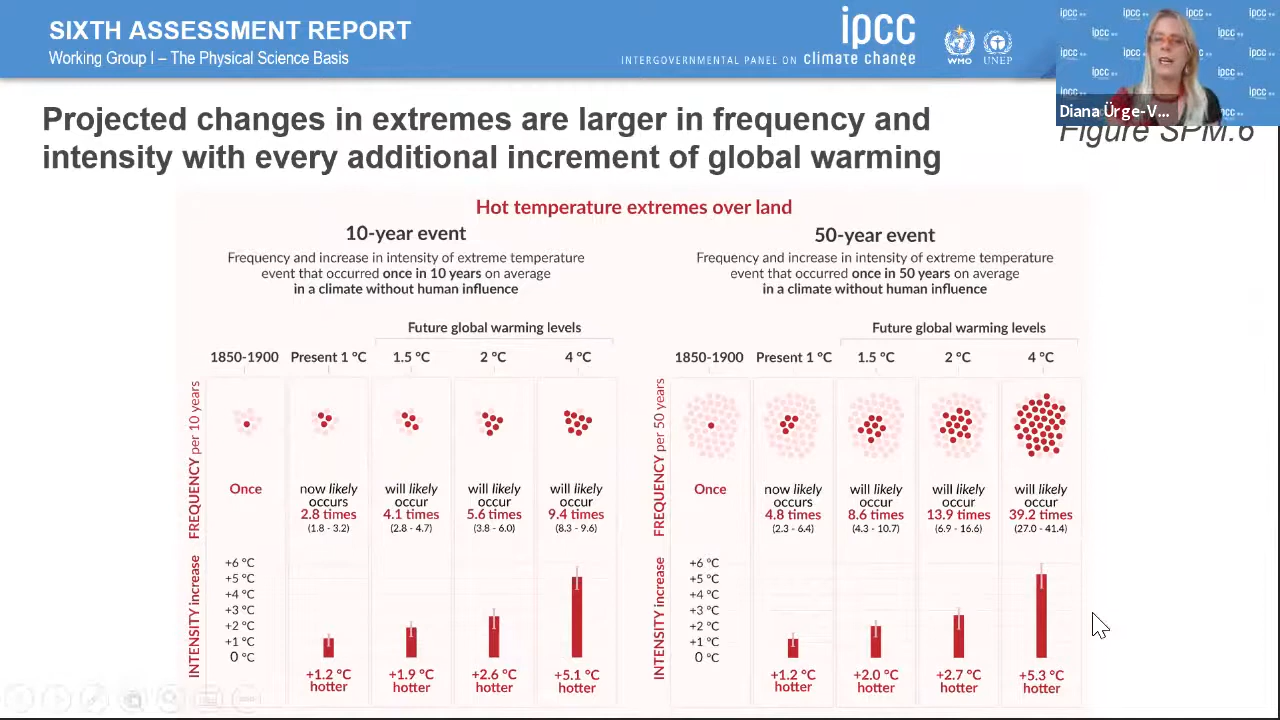 SIXTH ASSESSMENT REPORT
Working Group I – The Physical Science Basis
ipcc
INTERGOVERNMENTAL PANEL ON climate change
WMO
UNEP
ipcc
ipcc
ipcc
ipcc
ipcc
ipcc
ipcc
ipcc
Diana Ürge-V...
Figure SPM.6
Projected changes in extremes are larger in frequency and
intensity with every additional increment of global warming
Hot temperature extremes over land
10-year event
Frequency and increase in intensity of extreme temperature
event that occurred once in 10 years on average
in a climate without human influence
Future global warming levels
1850-1900 Present 1 °C 1.5 °C 2 °C 4 °C
FREQUENCY per 10 years
Once
now likely occurs 2.8 times (1.8 - 3.2)
will likely occur 4.1 times (2.8 - 4.7)
will likely occur 5.6 times (3.8 - 6.0)
will likely occur 9.4 times (8.3 - 9.6)
INTENSITY increase
+6 °C
+5 °C
+4 °C
+3 °C
+2 °C
+1 °C
0 °C
+1.2 °C hotter
+1.9 °C hotter
+2.6 °C hotter
+5.1 °C hotter
50-year event
Frequency and increase in intensity of extreme temperature
event that occurred once in 50 years on average
in a climate without human influence
Future global warming levels
1850-1900 Present 1 °C 1.5 °C 2 °C 4 °C
FREQUENCY per 50 years
Once
now likely occurs 4.8 times (2.3 - 6.4)
will likely occur 8.6 times (4.3 - 10.7)
will likely occur 13.9 times (6.9 - 16.6)
will likely occur 39.2 times (27.0 - 41.4)
INTENSITY increase
+6 °C
+5 °C
+4 °C
+3 °C
+2 °C
+1 °C
0 °C
+1.2 °C hotter
+2.0 °C hotter
+2.7 °C hotter
+5.3 °C hotter